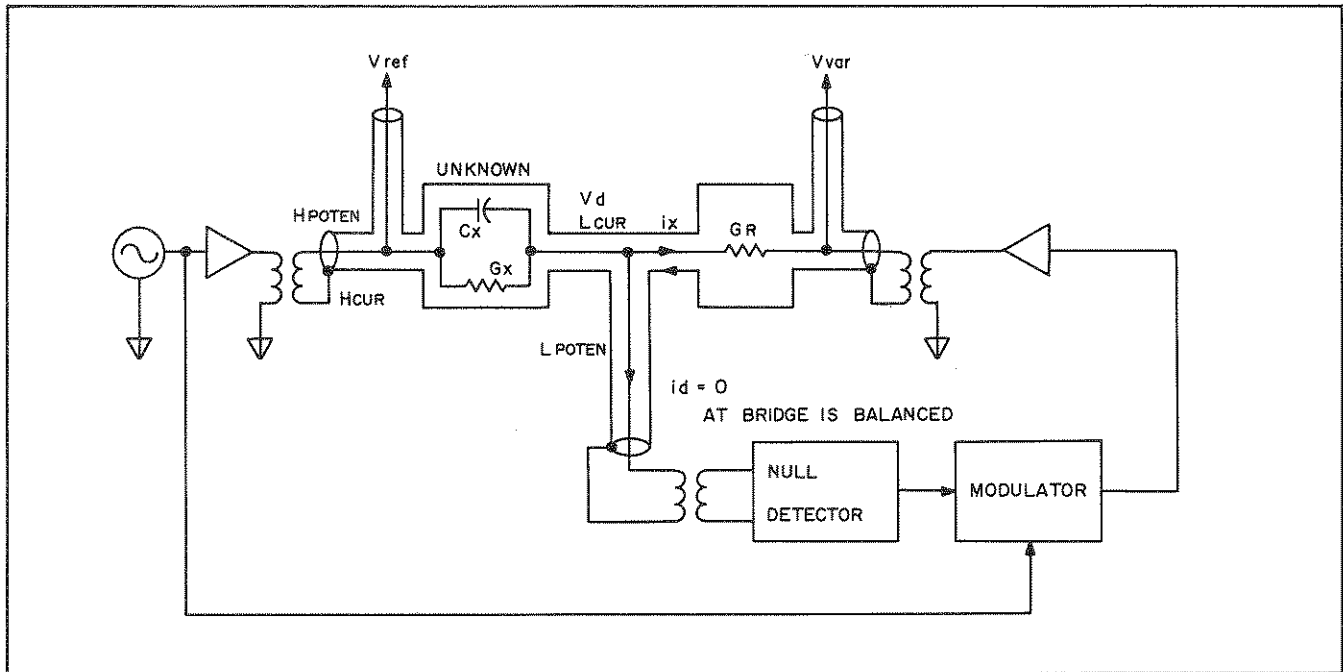 Vref
Vvar
UNKNOWN
HPOTEN
Cx
Vd
LCUR
ix
GR
Gx
HCUR
L POTEN
id = 0
AT BRIDGE IS BALANCED
NULL
DETECTOR
MODULATOR